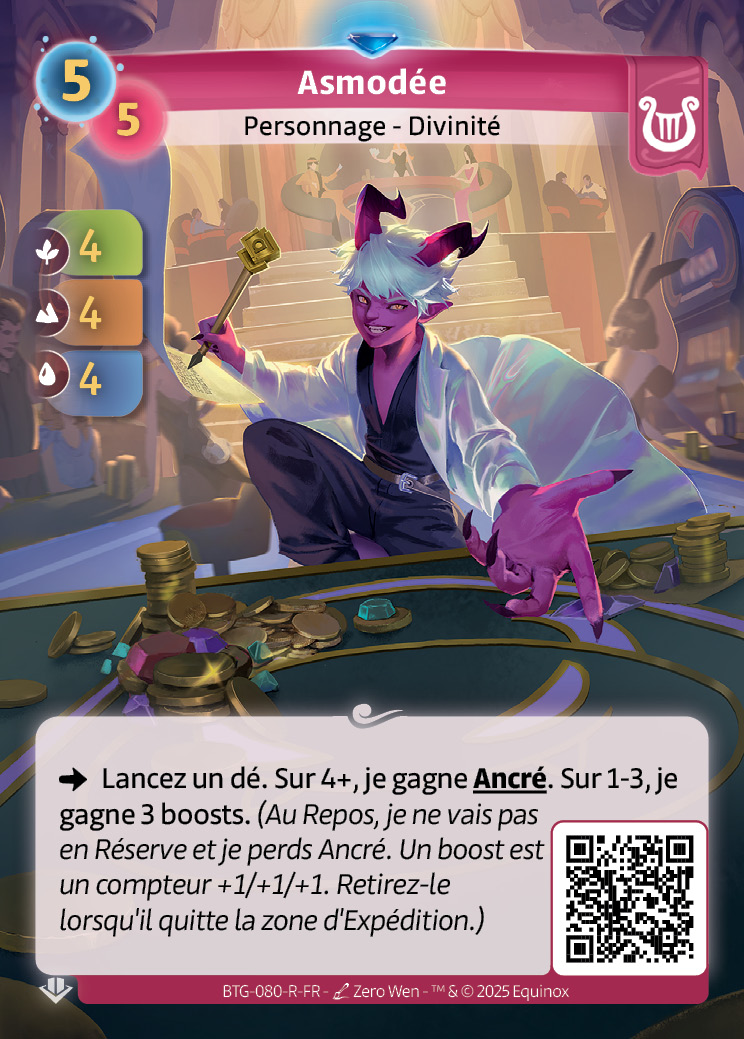 5
Asmodée
5
Personnage - Divinité
4
4
4
Lancez un dé. Sur 4+, je gagne Ancré. Sur 1-3, je
gagne 3 boosts. (Au Repos, je ne vais pas
en Réserve et je perds Ancré. Un boost est
un compteur +1/+1/+1. Retirez-le
lorsqu'il quitte la zone d'Expédition.)
BTG-080-R-FR - Zero Wen - ™ & © 2025 Equinox